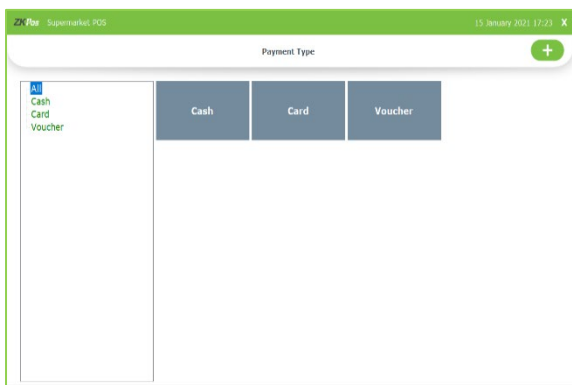 ZKPos Supermarket POS 15 January 2021 17:23 X
Payment Type +
All
Cash
Card
Voucher
Cash Card Voucher